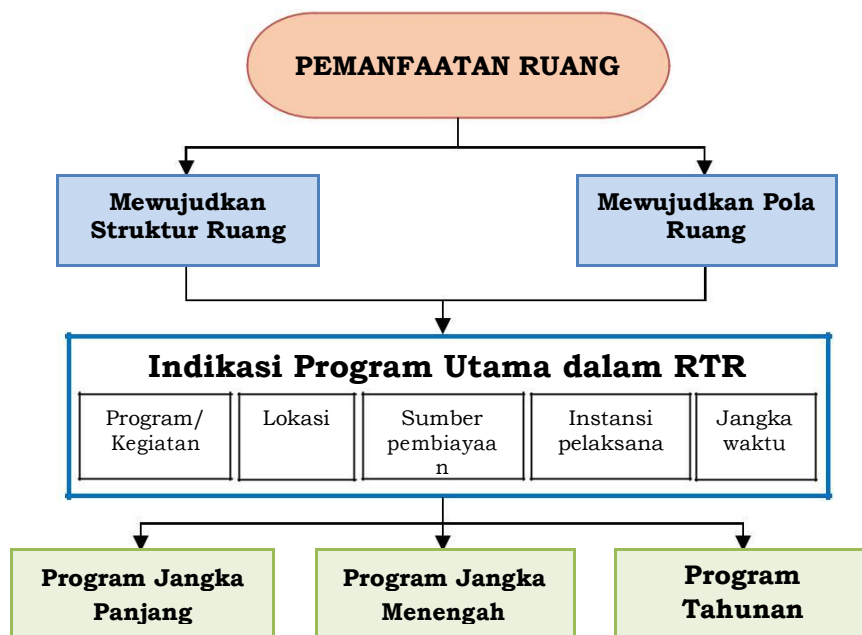 PEMANFAATAN RUANG
Mewujudkan
Struktur Ruang
Mewujudkan Pola
Ruang
Indikasi Program Utama dalam RTR
Program/
Kegiatan
Lokasi
Sumber
pembiayaa
n
Instansi
pelaksana
Jangka
waktu
Program Jangka
Panjang
Program Jangka
Menengah
Program
Tahunan